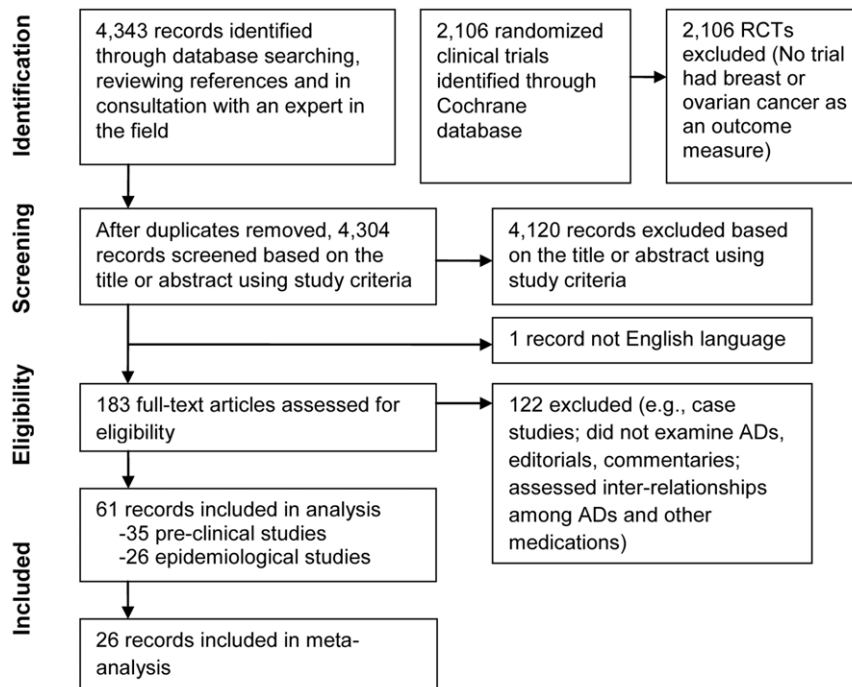 Identification
4,343 records identified
through database searching,
reviewing references and in
consultation with an expert in
the field
2,106 randomized
clinical trials
identified through
Cochrane
database
2,106 RCTs
excluded (No trial
had breast or
ovarian cancer as
an outcome
measure)
Screening
After duplicates removed, 4,304
records screened based on the
title or abstract using study criteria
4,120 records excluded based
on the title or abstract using
study criteria
1 record not English language
Eligibility
183 full-text articles assessed for
eligibility
122 excluded (e.g., case
studies; did not examine ADs,
editorials, commentaries;
assessed inter-relationships
among ADs and other
medications)
Included
61 records included in analysis
-35 pre-clinical studies
-26 epidemiological studies
26 records included in meta-
analysis